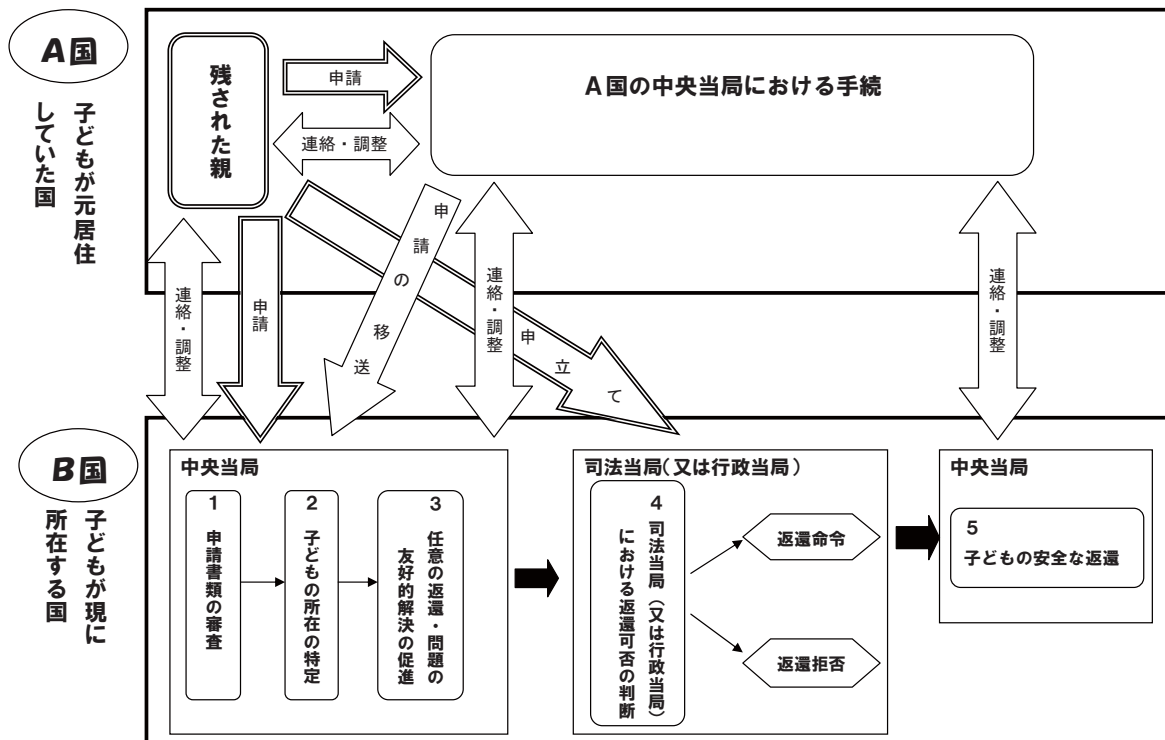 A国
子どもが元居住
していた国
残された親
申請
連絡・調整
A国の中央当局における手続
連絡・調整
申請
申請の移送
申立て
連絡・調整
連絡・調整
B国
子どもが現に
所在する国
中央当局
1
申請書類の審査
2
子どもの所在の特定
3
任意の返還・問題の
友好的解決の促進
司法当局(又は行政当局)
4
司法当局(又は行政当局)
における返還可否の判断
返還命令
返還拒否
中央当局
5
子どもの安全な返還